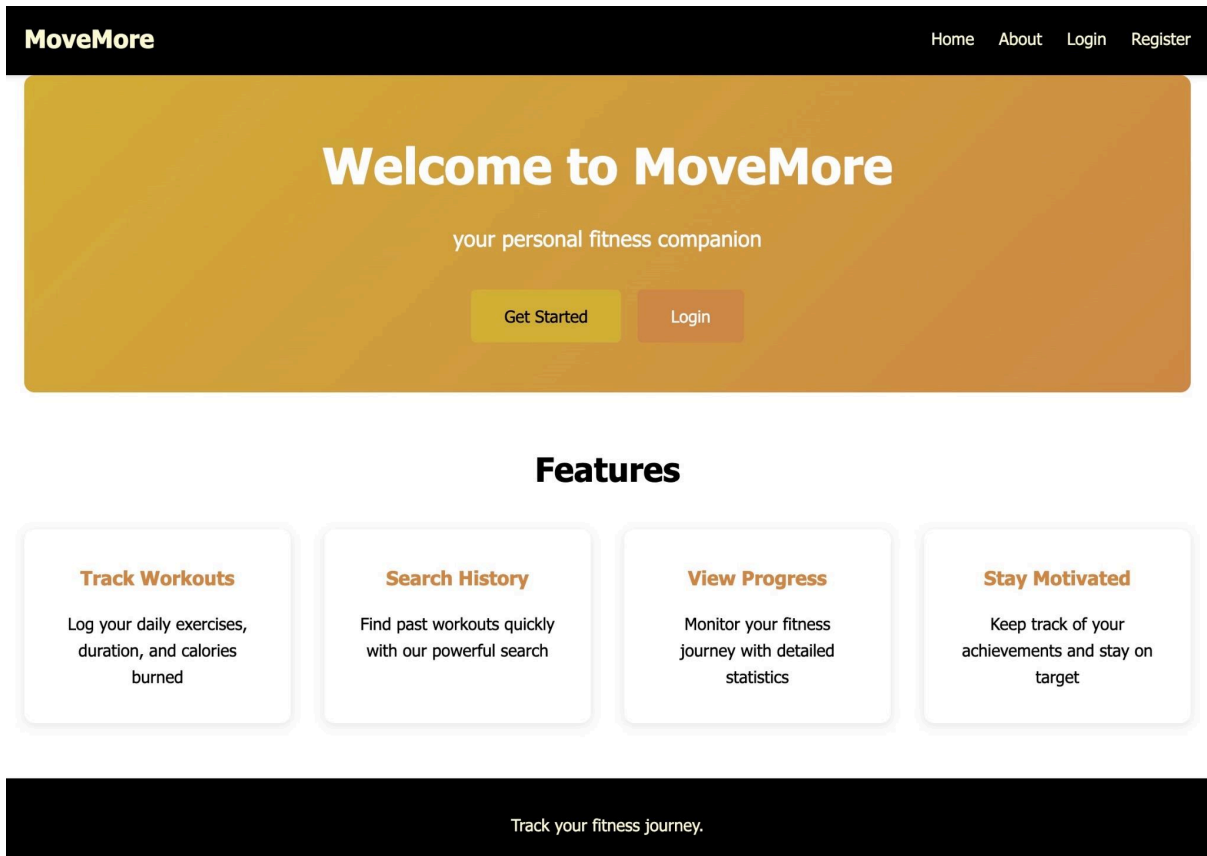 MoveMore
Home About Login Register
Welcome to MoveMore
your personal fitness companion
Get Started Login
Features
Track Workouts
Log your daily exercises,
duration, and calories
burned
Search History
Find past workouts quickly
with our powerful search
View Progress
Monitor your fitness
journey with detailed
statistics
Stay Motivated
Keep track of your
achievements and stay on
target
Track your fitness journey.